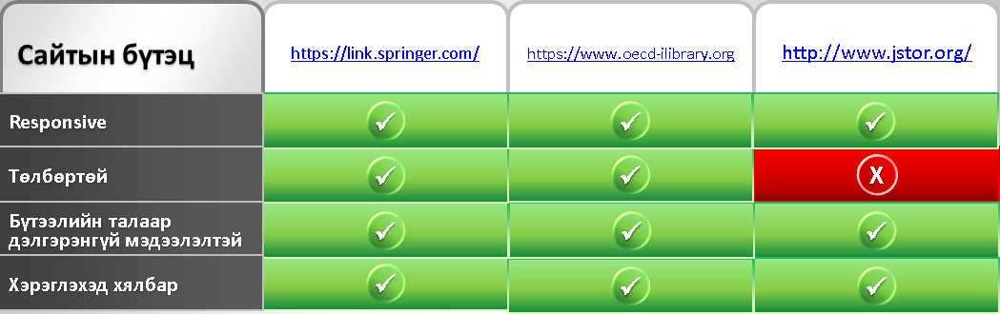 Сайтын бүтэц
https://link.springer.com/
https://www.oecd-ilibrary.org
http://www.jstor.org/
Responsive
Төлбөртэй
X
Бүтээлийн талаар
дэлгэрэнгүй мэдээлэлтэй
Хэрэглэхэд хялбар